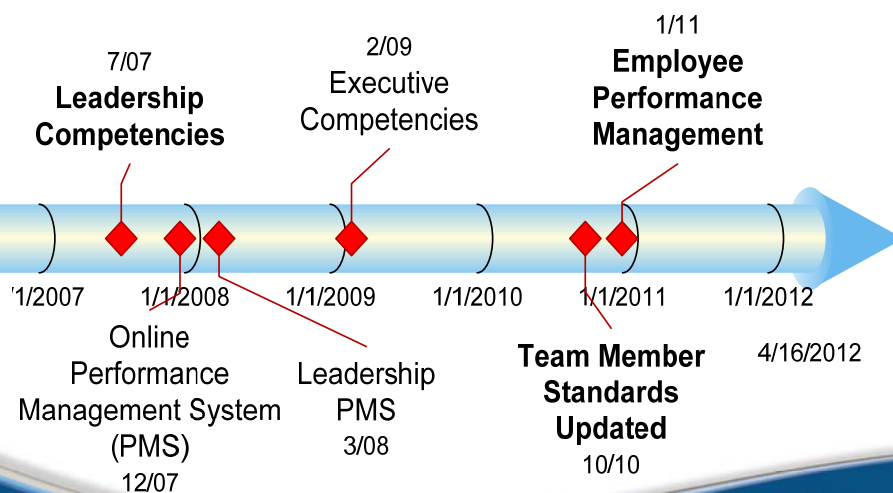 7/07
Leadership
Competencies
2/09
Executive
Competencies
1/11
Employee
Performance
Management
/1/2007
1/1/2008
1/1/2009
1/1/2010
1/1/2011
1/1/2012
Online
Performance
Management System
(PMS)
12/07
Leadership
PMS
3/08
Team Member
Standards
Updated
10/10
4/16/2012